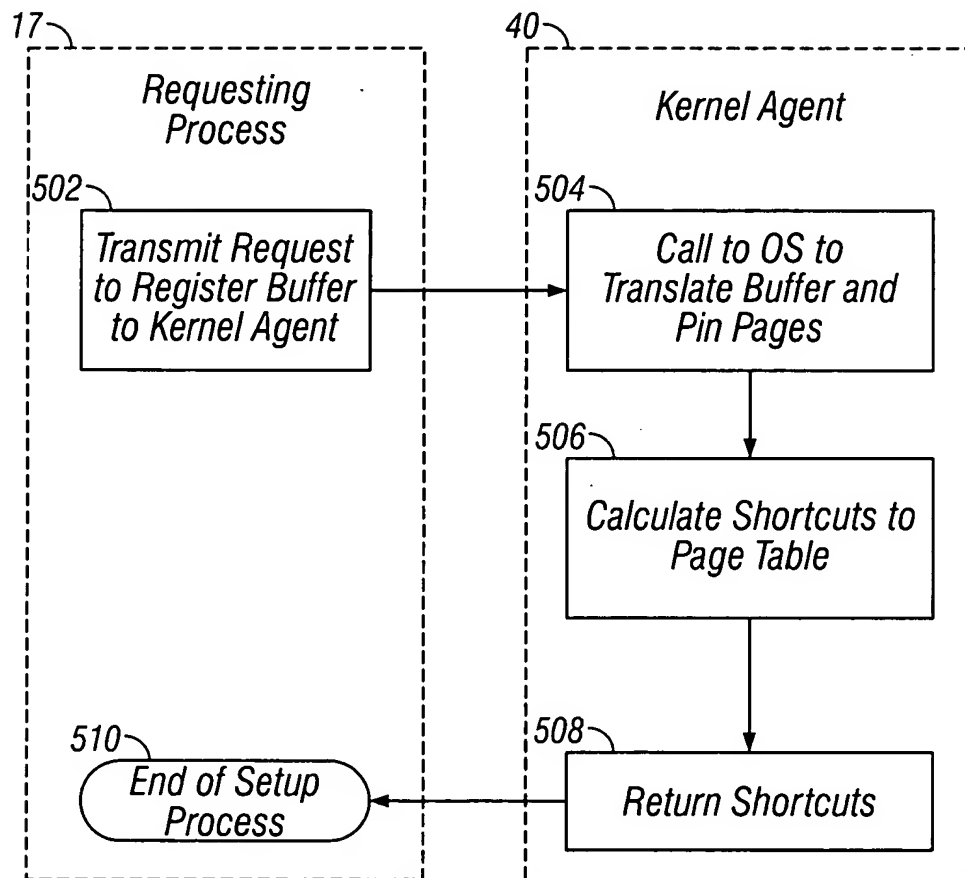 17
Requesting
Process
502
Transmit Request
to Register Buffer
to Kernel Agent
510
End of Setup
Process
40
Kernel Agent
504
Call to OS to
Translate Buffer and
Pin Pages
506
Calculate Shortcuts to
Page Table
508
Return Shortcuts